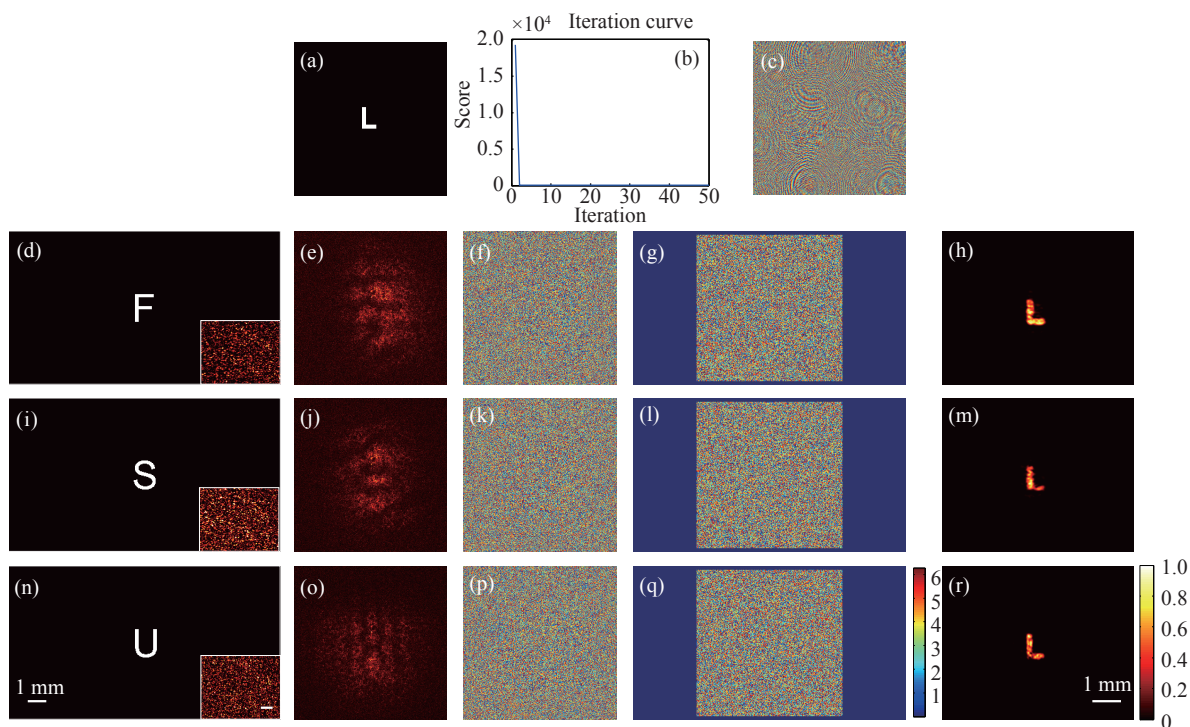 ×10⁴ Iteration curve
(a)
L
2.0
1.5
1.0
0.5
0
Score
(b)
0 10 20 30 40 50
Iteration
(c)
(d)
F
(e)
(f)
(g)
(h)
(i)
S
(j)
(k)
(l)
(m)
(n)
U
1 mm
(o)
(p)
(q)
6
5
4
3
2
1
(r)
1 mm
1.0
0.8
0.6
0.4
0.2
0